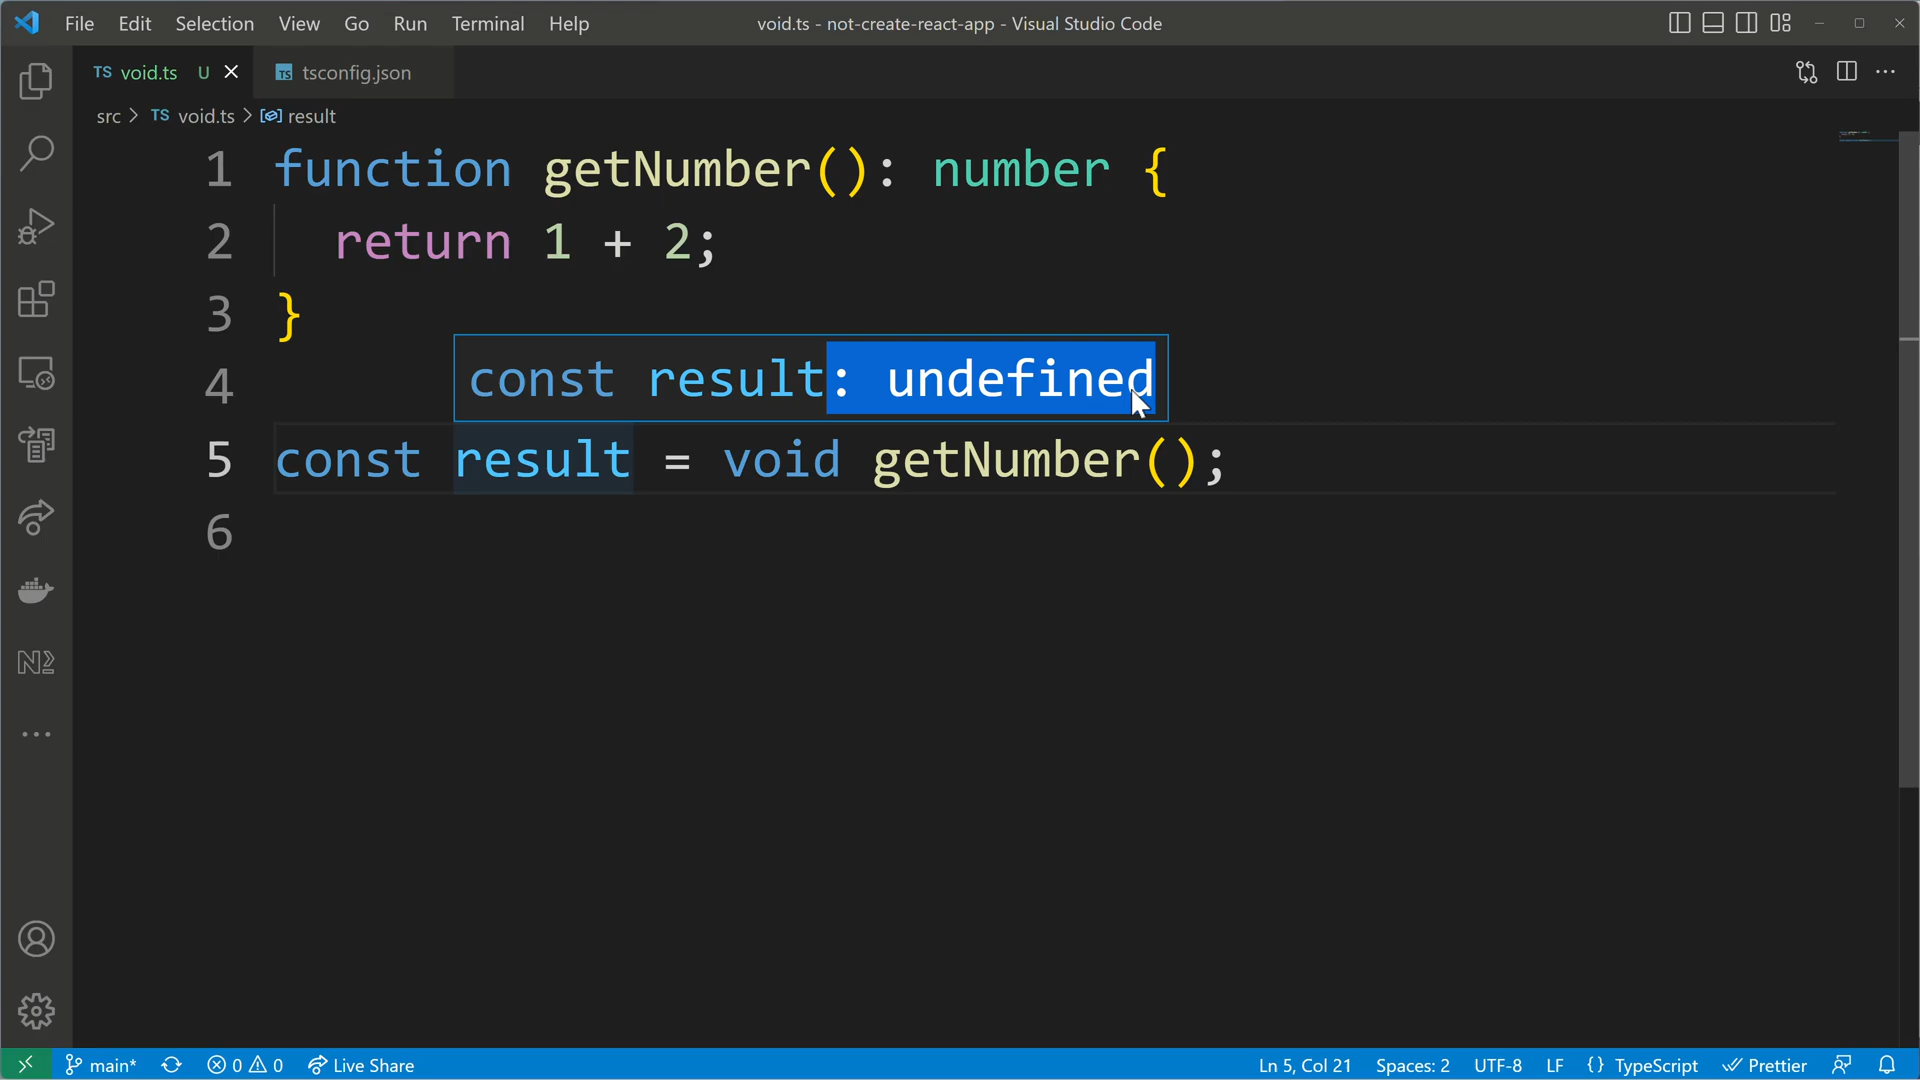 File Edit Selection View Go Run Terminal Help void.ts - not-create-react-app - Visual Studio Code
TS void.ts U TS tsconfig.json
src > TS void.ts > result
1 function getNumber(): number {
2 return 1 + 2;
3 }
4 const result: undefined
5 const result = void getNumber();
6
main* 0 0 Live Share Ln 5, Col 21 Spaces: 2 UTF-8 LF {} TypeScript Prettier